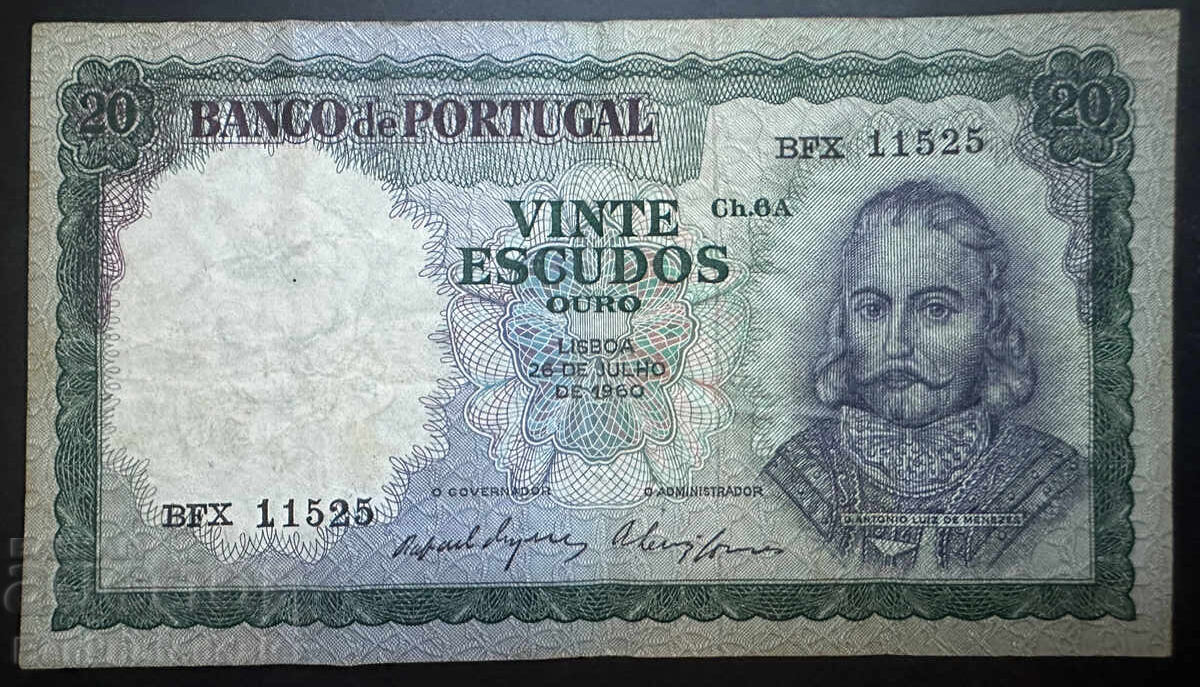 20 BANCO de PORTUGAL 20
BFX 11525
VINTE Ch.6A
ESCUDOS
OURO
LISBOA
26 DE JULHO
DE 1960
O GOVERNADOR O ADMINISTRADOR
BFX 11525
D. ANTONIO LUIZ DE MENEZES